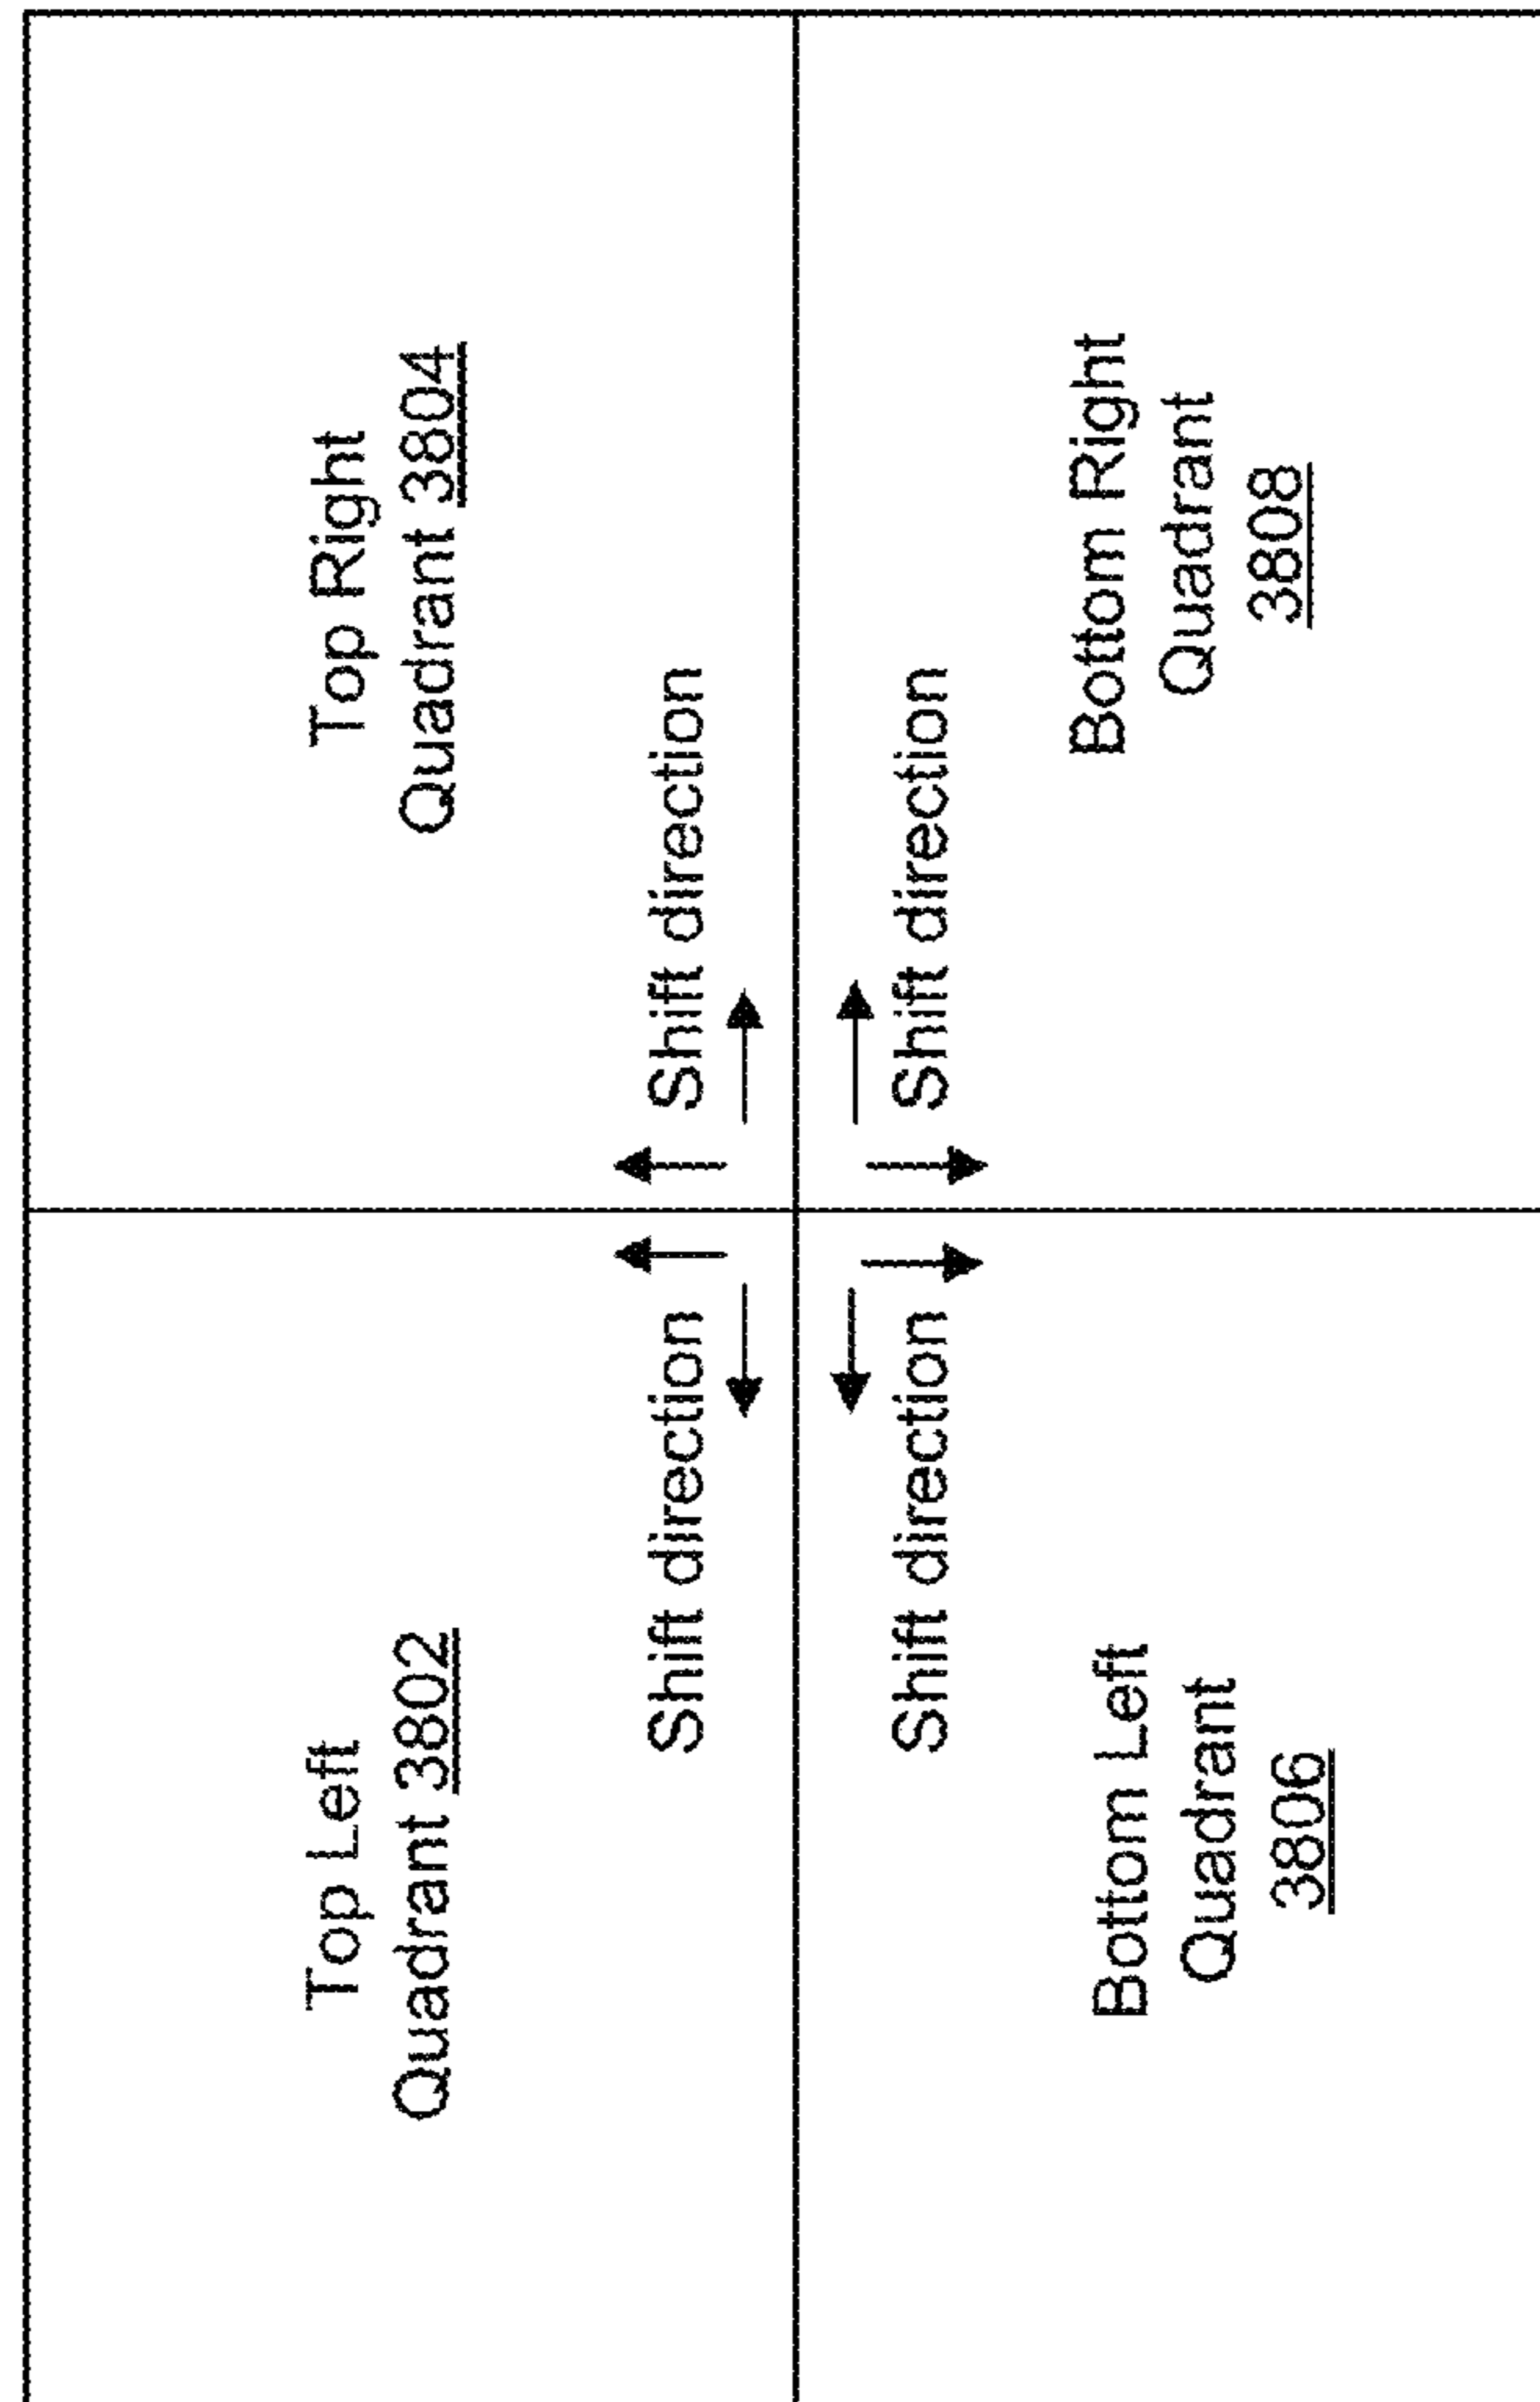 Top Left
Quadrant 3802
Shift direction
Top Right
Quadrant 3804
Shift direction
Shift direction
Bottom Left
Quadrant
3806
Shift direction
Bottom Right
Quadrant
3808